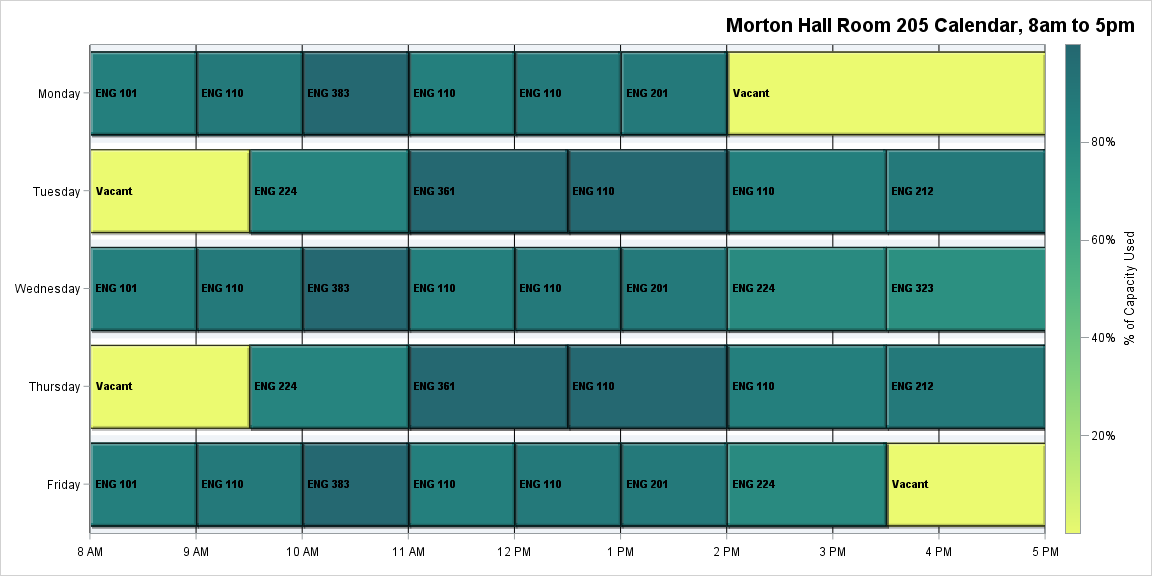 Morton Hall Room 205 Calendar, 8am to 5pm
Monday
ENG 101
ENG 110
ENG 383
ENG 110
ENG 110
ENG 201
Vacant
Tuesday
Vacant
ENG 224
ENG 361
ENG 110
ENG 110
ENG 212
Wednesday
ENG 101
ENG 110
ENG 383
ENG 110
ENG 110
ENG 201
ENG 224
ENG 323
Thursday
Vacant
ENG 224
ENG 361
ENG 110
ENG 110
ENG 212
Friday
ENG 101
ENG 110
ENG 383
ENG 110
ENG 110
ENG 201
ENG 224
Vacant
8 AM
9 AM
10 AM
11 AM
12 PM
1 PM
2 PM
3 PM
4 PM
5 PM
80%
60%
40%
20%
% of Capacity Used